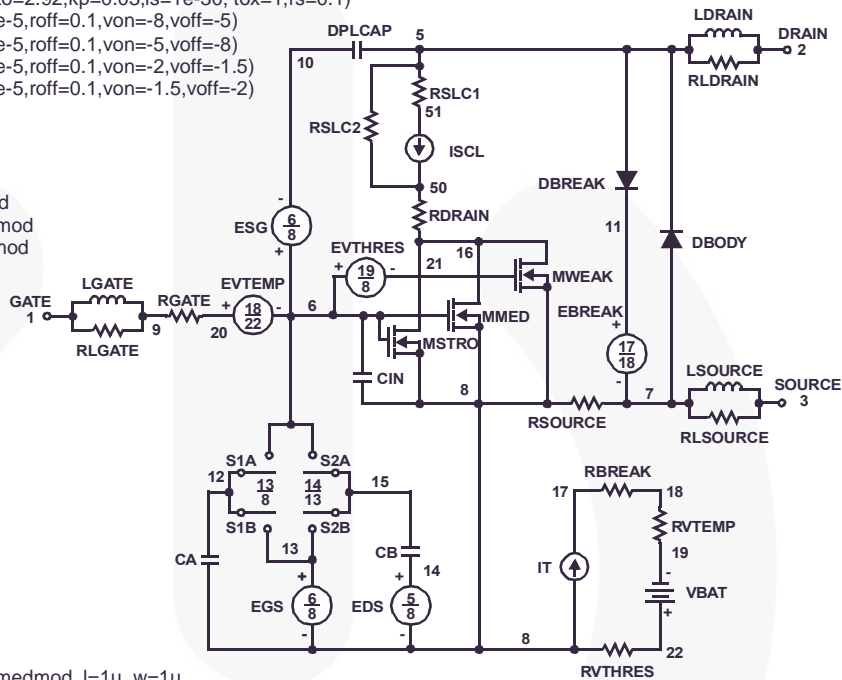 to=2.92,kp=0.05,is=1e-30, tox=1,rs=0.1)
e-5,roff=0.1,von=-8,voff=-5)
e-5,roff=0.1,von=-5,voff=-8)
e-5,roff=0.1,von=-2,voff=-1.5)
e-5,roff=0.1,von=-1.5,voff=-2)
d
mod
mod
LDRAIN
DPLCAP
5
DRAIN
2
10
RLDRAIN
RSLC1
51
RSLC2
ISCL
50
DBREAK
RDRAIN
-
ESG
6
8
+
11
DBODY
EVTHRES
16
21
+
19
8
-
MWEAK
LGATE
EVTEMP
GATE
1
RGATE
+
18
22
-
6
EBREAK
+
MMED
9
20
RLGATE
MSTRO
17
18
-
LSOURCE
CIN
8
7
SOURCE
3
RSOURCE
RLSOURCE
S1A
S2A
12
13
8
14
13
15
RBREAK
17
18
S1B
S2B
RVTEMP
13
CB
19
CA
14
IT
-
+
+
VBAT
EGS
6
8
EDS
5
8
+
-
-
8
22
RVTHRES
medmod l=1u w=1u